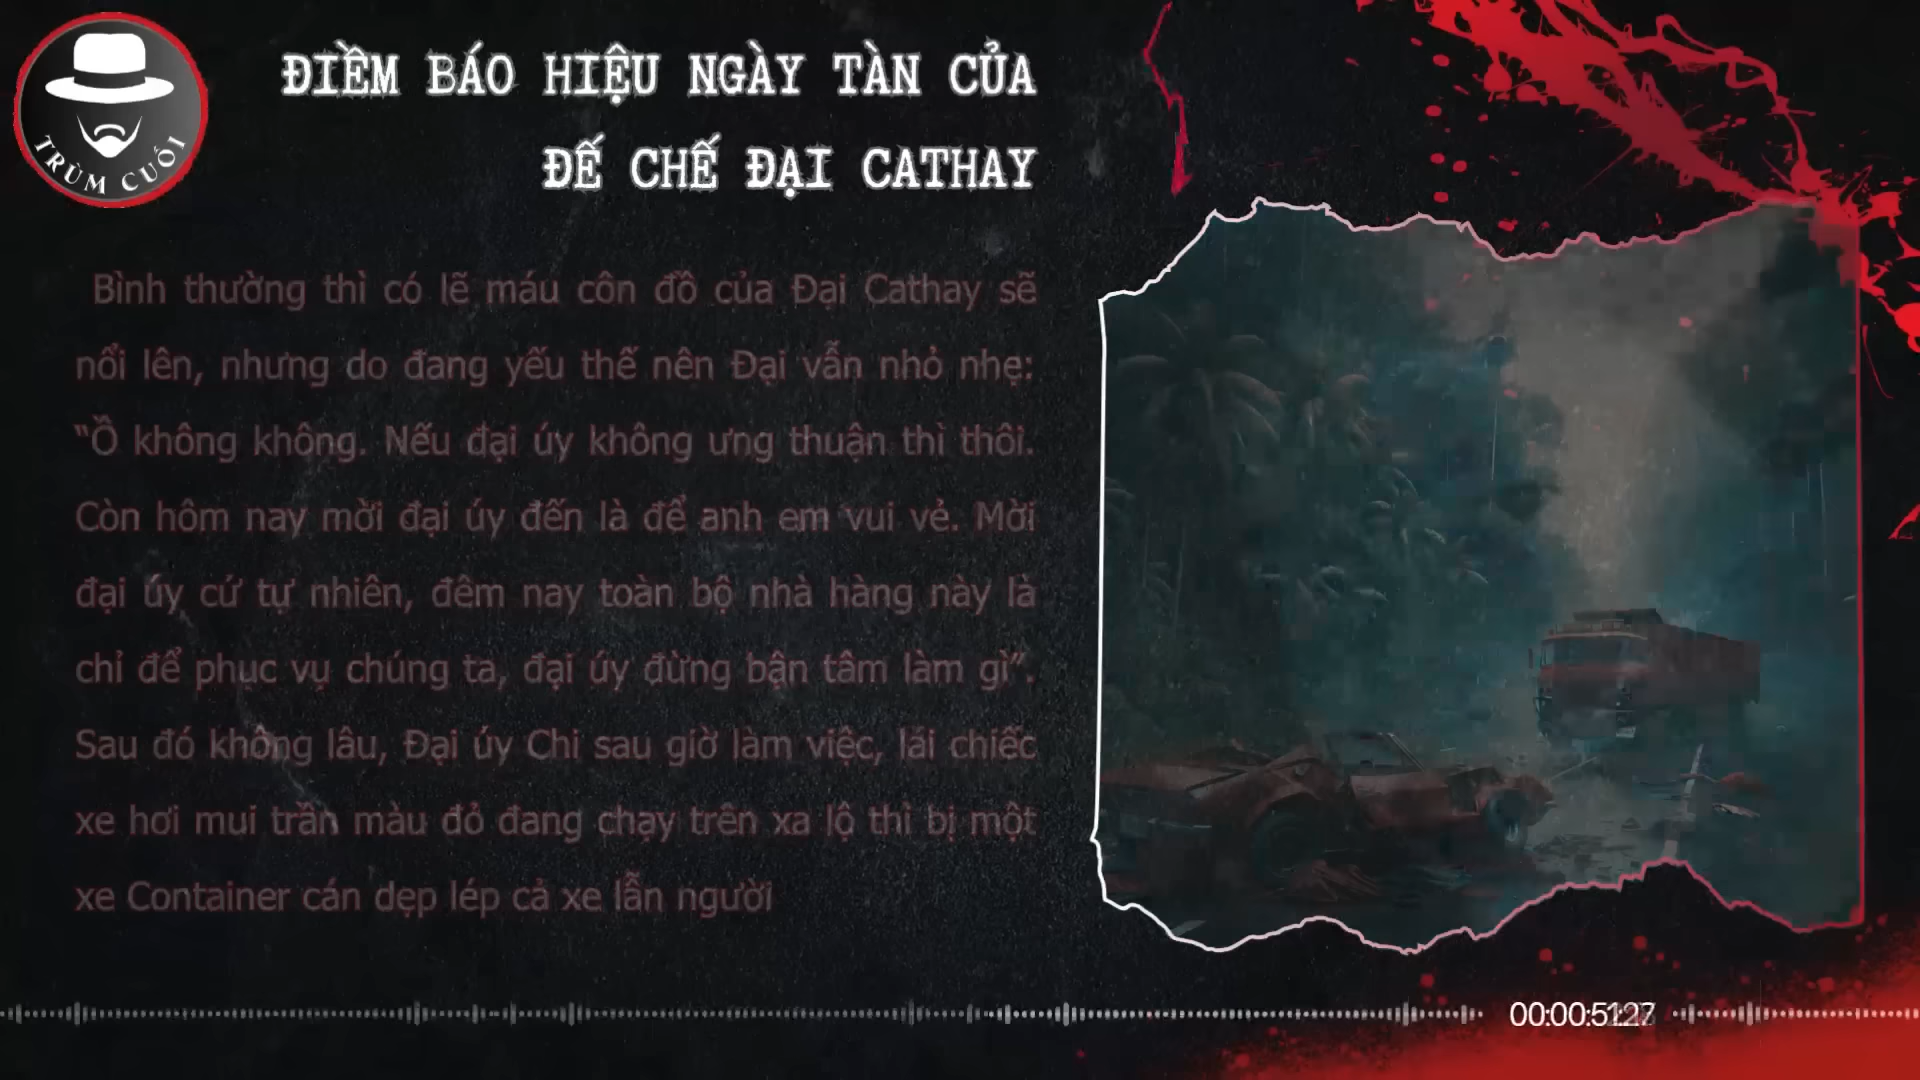 TRÙM CUỐI
ĐIỀM BÁO HIỆU NGÀY TÀN CỦA
ĐẾ CHẾ ĐẠI CATHAY
Bình thường thì có lẽ máu côn đồ của Đại Cathay sẽ
nổi lên, nhưng do đang yếu thế nên Đại vẫn nhỏ nhẹ:
“Ồ không không. Nếu đại úy không ưng thuận thì thôi.
Còn hôm nay mời đại úy đến là để anh em vui vẻ. Mời
đại úy cứ tự nhiên, đêm nay toàn bộ nhà hàng này là
chỉ để phục vụ chúng ta, đại úy đừng bận tâm làm gì”.
Sau đó không lâu, Đại úy Chi sau giờ làm việc, lái chiếc
xe hơi mui trần màu đỏ đang chạy trên xa lộ thì bị một
xe Container cán dẹp lép cả xe lẫn người